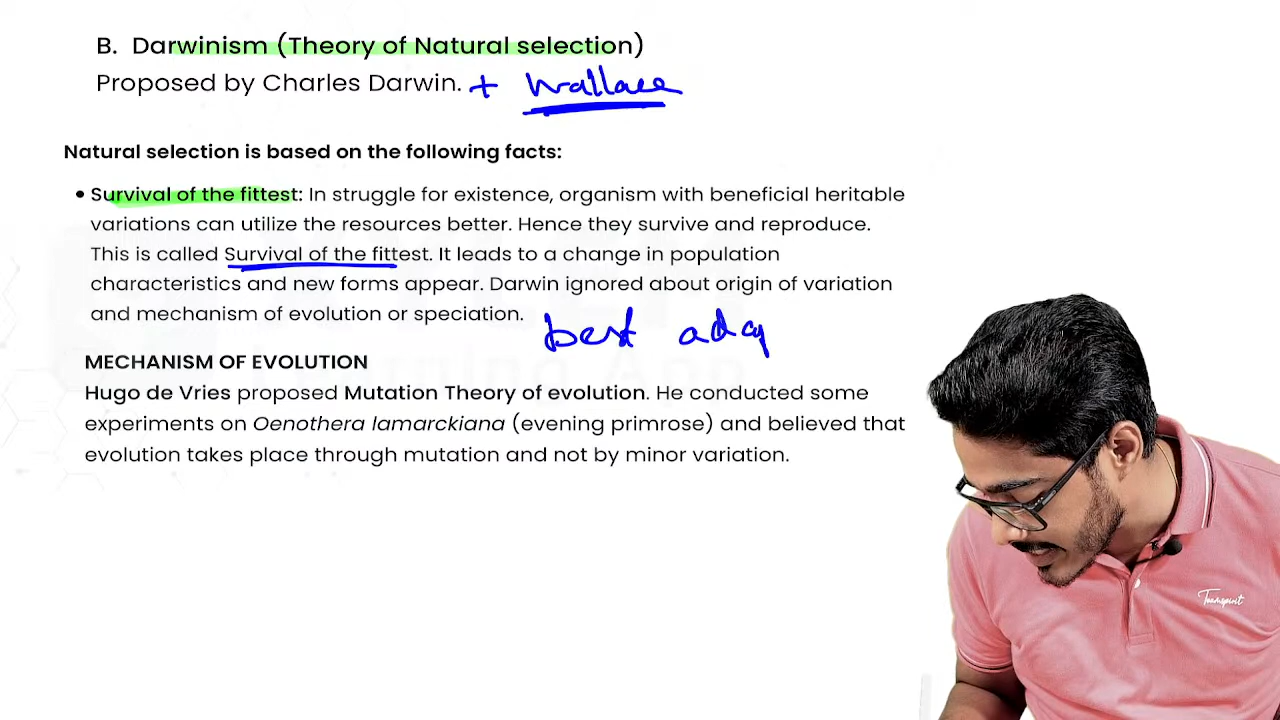 B. Darwinism (Theory of Natural selection)
Proposed by Charles Darwin. + Wallace
Natural selection is based on the following facts:
• Survival of the fittest: In struggle for existence, organism with beneficial heritable
variations can utilize the resources better. Hence they survive and reproduce.
This is called Survival of the fittest. It leads to a change in population
characteristics and new forms appear. Darwin ignored about origin of variation
and mechanism of evolution or speciation.
best adap
MECHANISM OF EVOLUTION
Hugo de Vries proposed Mutation Theory of evolution. He conducted some
experiments on Oenothera lamarckiana (evening primrose) and believed that
evolution takes place through mutation and not by minor variation.
Teamspirit